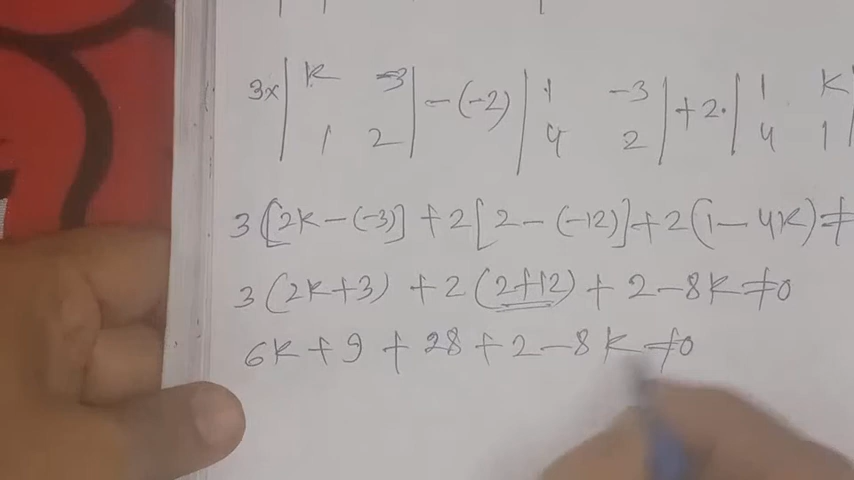 3x | k -3 | - (-2) | 1 -3 | + 2. | 1 k |
1 2 4 2 4 1
3 [2k - (-3)] + 2 [2 - (-12)] + 2 (1 - 4k) ≠
3 (2k + 3) + 2 (2 + 12) + 2 - 8k ≠ 0
6k + 9 + 28 + 2 - 8k ≠ 0